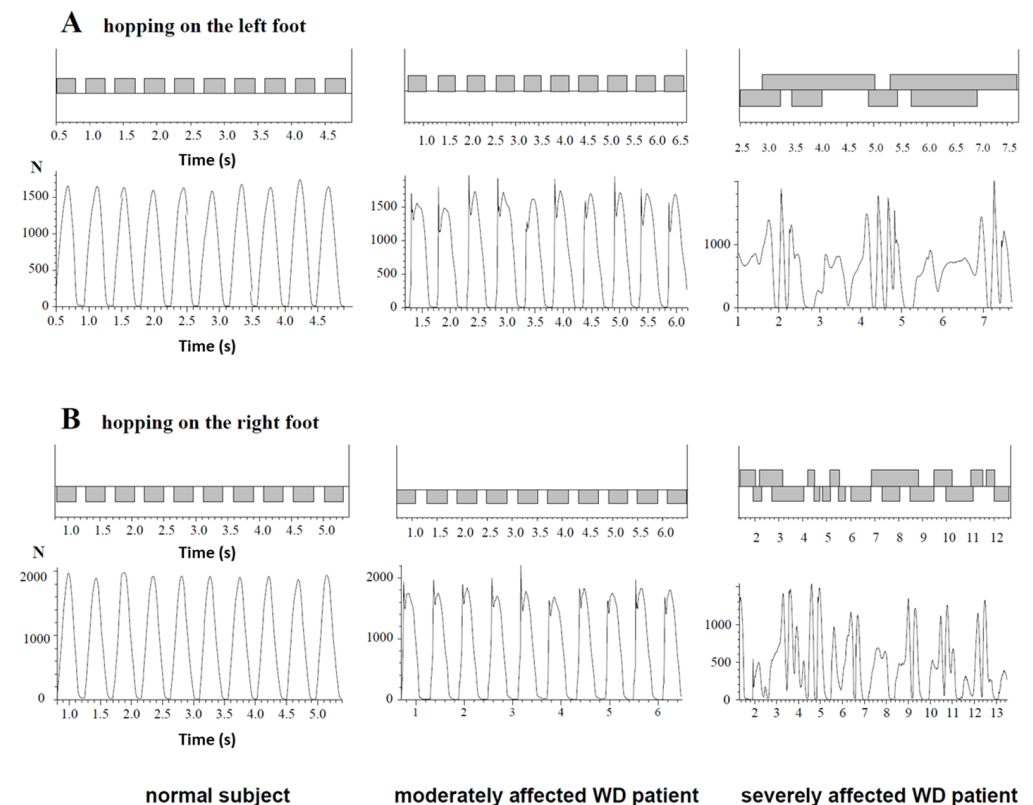 A hopping on the left foot
0.5 1.0 1.5 2.0 2.5 3.0 3.5 4.0 4.5
1.0 1.5 2.0 2.5 3.0 3.5 4.0 4.5 5.0 5.5 6.0 6.5
2.5 3.0 3.5 4.0 4.5 5.0 5.5 6.0 6.5 7.0 7.5
Time (s)
N
1500
1000
500
0
0.5 1.0 1.5 2.0 2.5 3.0 3.5 4.0 4.5
Time (s)
1500
1000
500
0
1.5 2.0 2.5 3.0 3.5 4.0 4.5 5.0 5.5 6.0
1000
0
1 2 3 4 5 6 7
B hopping on the right foot
1.0 1.5 2.0 2.5 3.0 3.5 4.0 4.5 5.0
1.0 1.5 2.0 2.5 3.0 3.5 4.0 4.5 5.0 5.5 6.0
2 3 4 5 6 7 8 9 10 11 12
Time (s)
N
2000
1000
0
1.0 1.5 2.0 2.5 3.0 3.5 4.0 4.5 5.0
Time (s)
2000
1000
0
1 2 3 4 5 6
1000
500
0
2 3 4 5 6 7 8 9 10 11 12 13
normal subject
moderately affected WD patient
severely affected WD patient